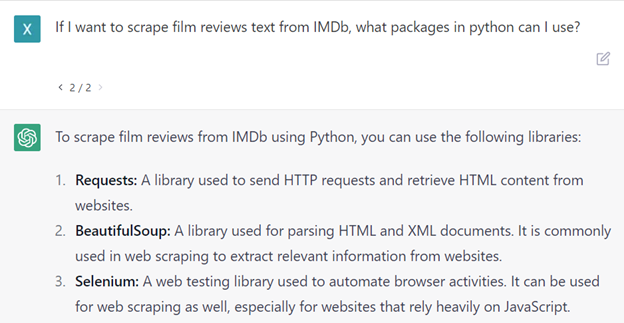 X
If I want to scrape film reviews text from IMDb, what packages in python can I use?
< 2 / 2 >
To scrape film reviews from IMDb using Python, you can use the following libraries:
1. Requests: A library used to send HTTP requests and retrieve HTML content from
websites.
2. BeautifulSoup: A library used for parsing HTML and XML documents. It is commonly
used in web scraping to extract relevant information from websites.
3. Selenium: A web testing library used to automate browser activities. It can be used
for web scraping as well, especially for websites that rely heavily on JavaScript.